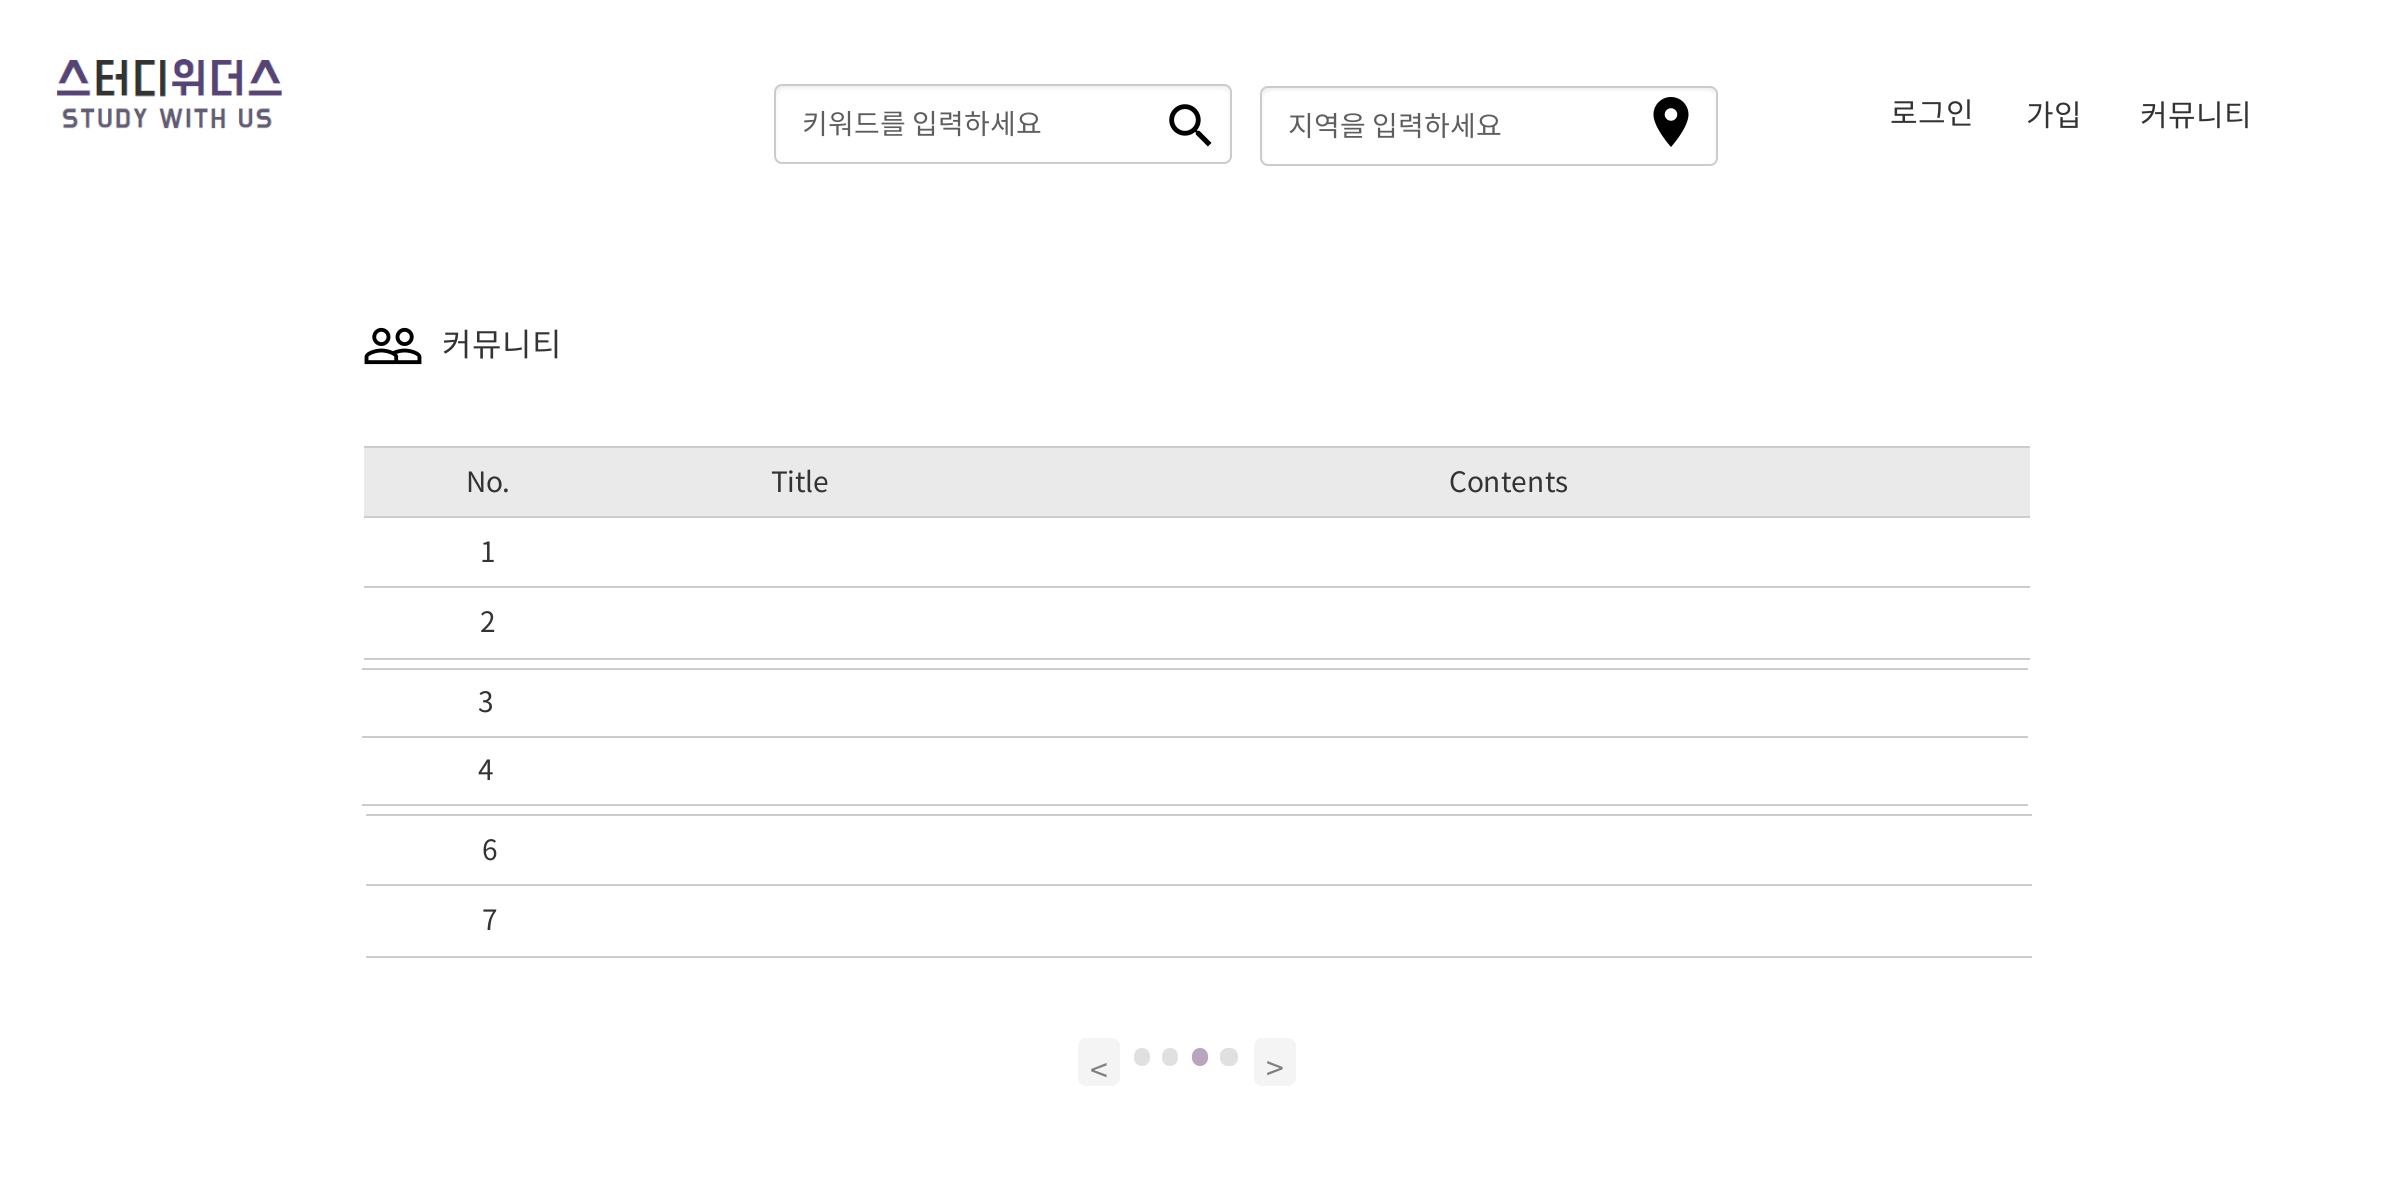 스터디위더스
STUDY WITH US
키워드를 입력하세요
지역을 입력하세요
로그인 가입 커뮤니티
커뮤니티
No. Title Contents
1
2
3
4
6
7
< >